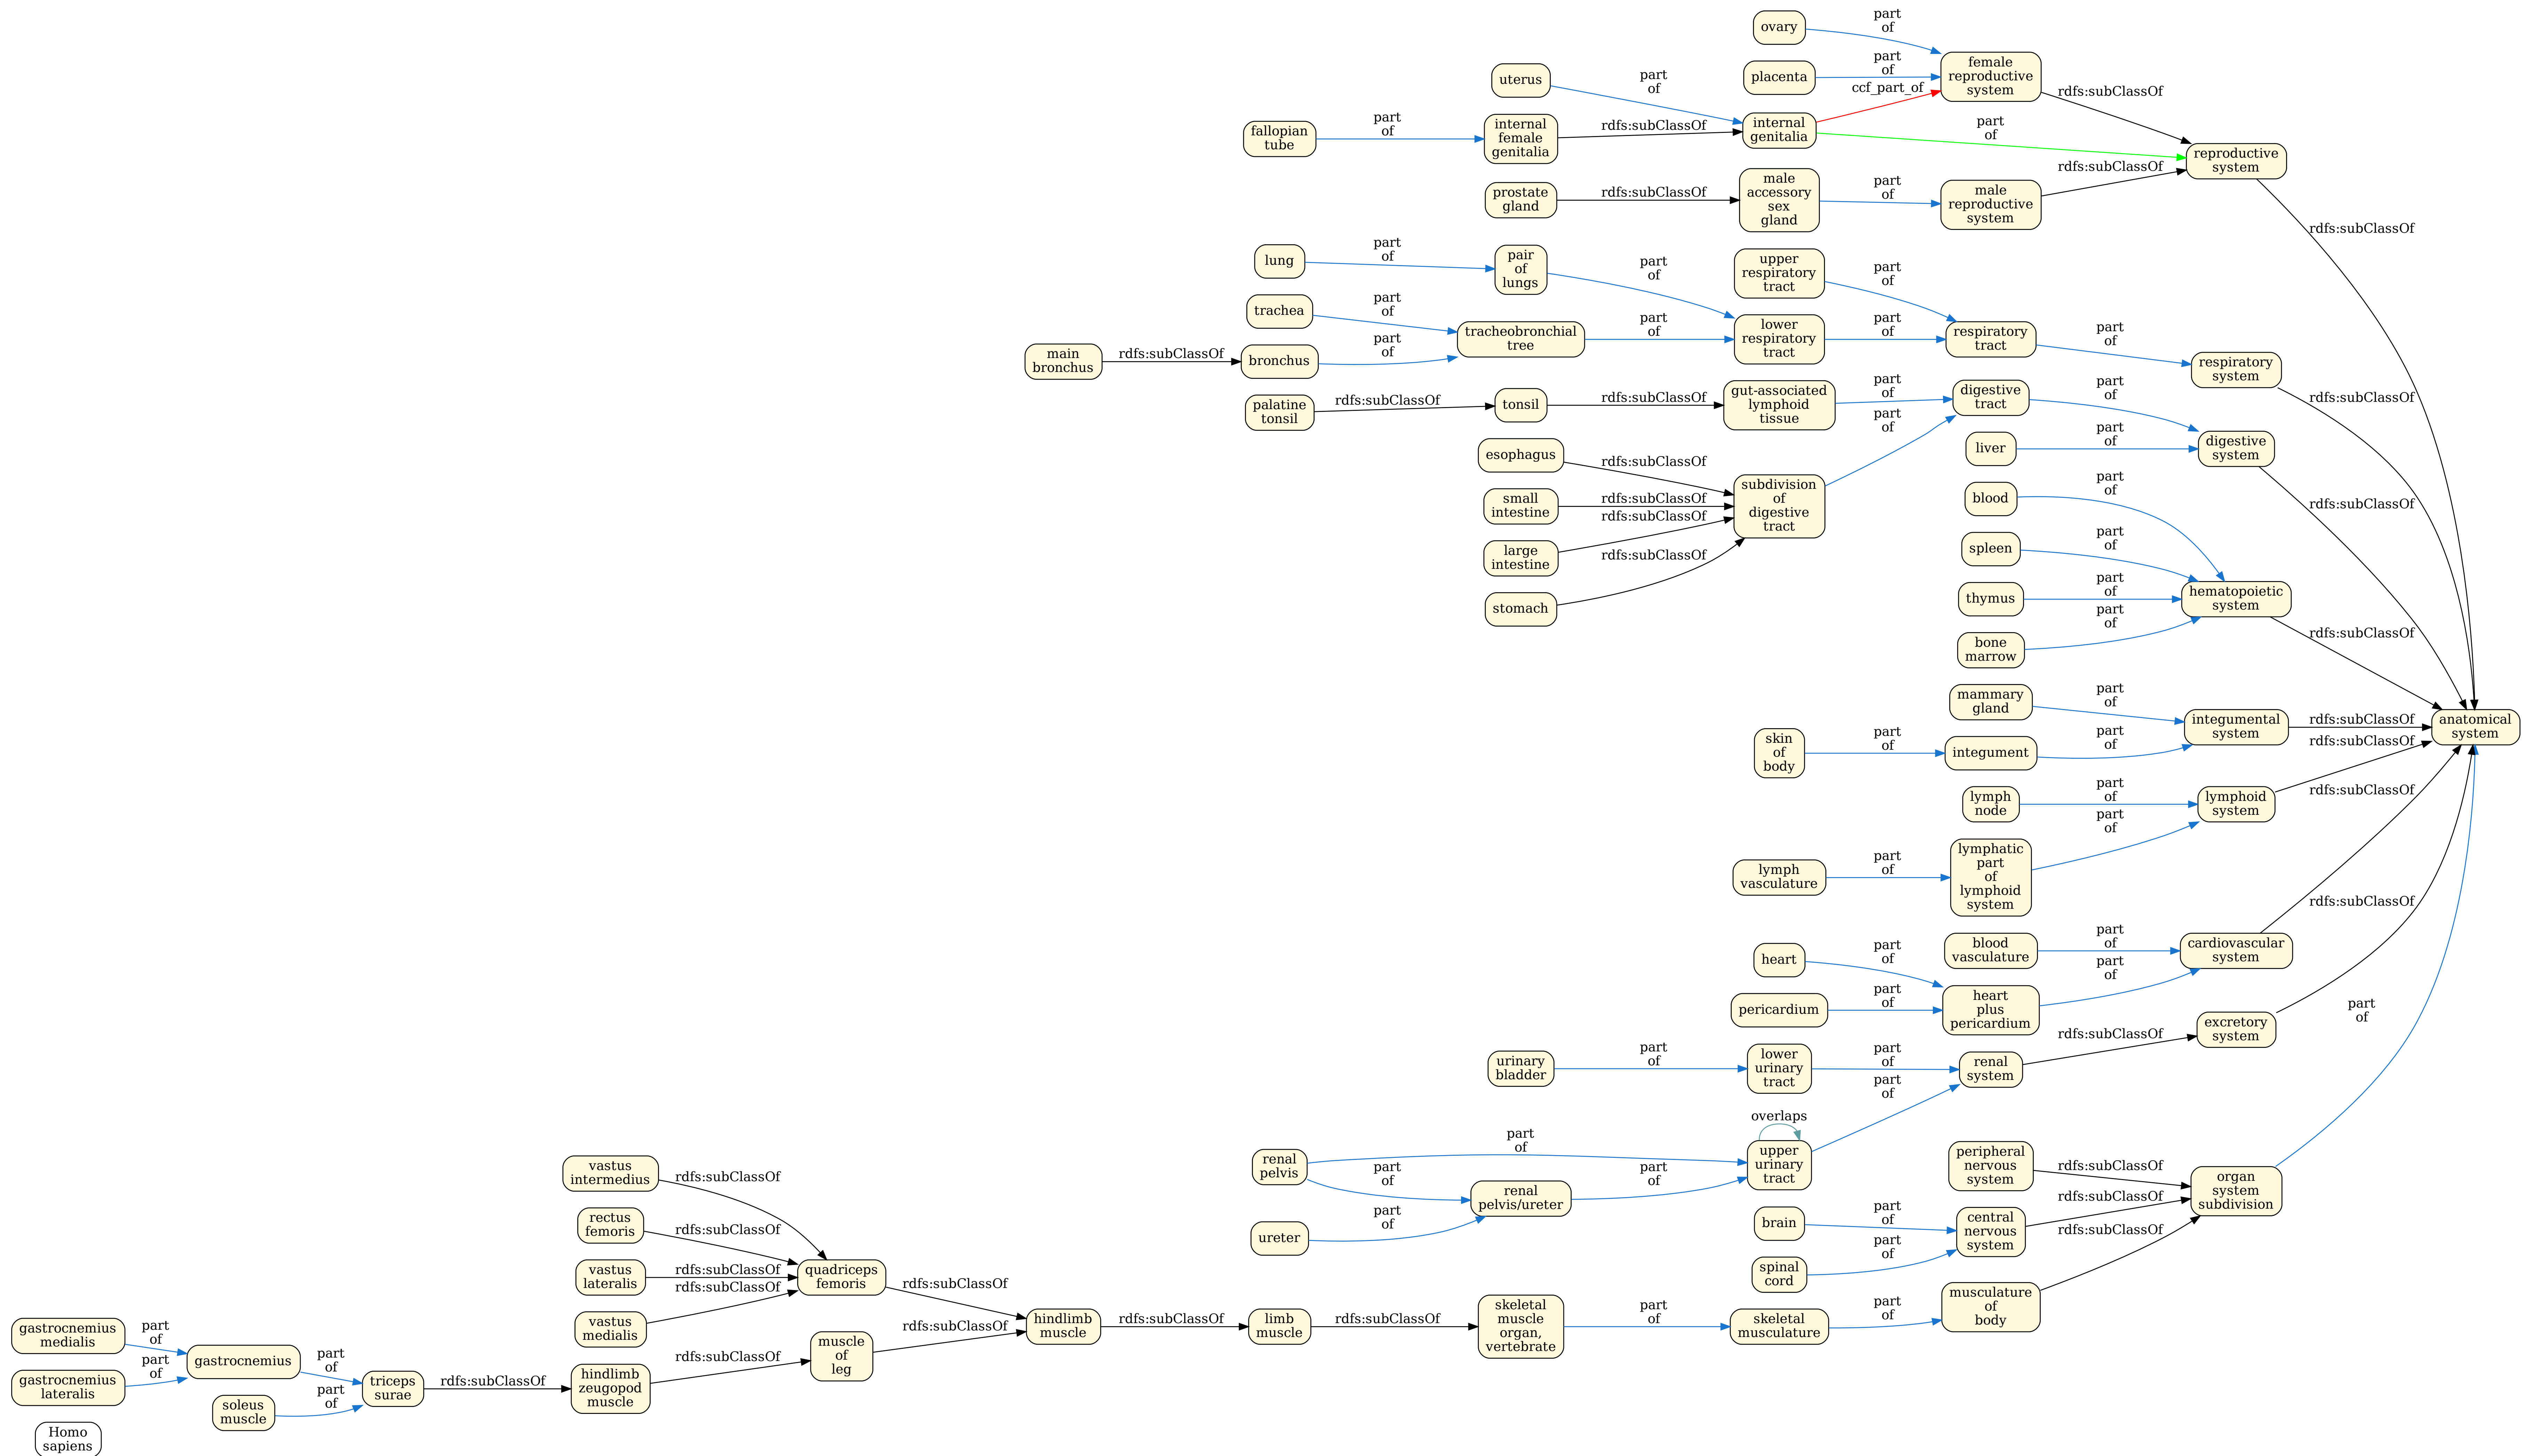 ovary
part
of
placenta
part
of
female
reproductive
system
uterus
part
of
ccf_part_of
rdfs:subClassOf
fallopian
tube
part
of
internal
female
genitalia
rdfs:subClassOf
internal
genitalia
part
of
reproductive
system
prostate
gland
rdfs:subClassOf
male
accessory
sex
gland
part
of
male
reproductive
system
rdfs:subClassOf
rdfs:subClassOf
lung
part
of
pair
of
lungs
part
of
upper
respiratory
tract
part
of
trachea
part
of
tracheobronchial
tree
part
of
lower
respiratory
tract
part
of
respiratory
tract
part
of
respiratory
system
rdfs:subClassOf
main
bronchus
rdfs:subClassOf
bronchus
part
of
palatine
tonsil
rdfs:subClassOf
tonsil
rdfs:subClassOf
gut-associated
lymphoid
tissue
part
of
digestive
tract
part
of
esophagus
rdfs:subClassOf
part
of
liver
part
of
digestive
system
rdfs:subClassOf
small
intestine
rdfs:subClassOf
subdivision
of
digestive
tract
large
intestine
rdfs:subClassOf
stomach
rdfs:subClassOf
blood
part
of
spleen
part
of
thymus
part
of
hematopoietic
system
rdfs:subClassOf
bone
marrow
part
of
mammary
gland
part
of
integumental
system
rdfs:subClassOf
anatomical
system
skin
of
body
part
of
integument
part
of
rdfs:subClassOf
lymph
node
part
of
lymphoid
system
rdfs:subClassOf
lymph
vasculature
part
of
lymphatic
part
of
lymphoid
system
part
of
rdfs:subClassOf
heart
part
of
blood
vasculature
part
of
cardiovascular
system
pericardium
part
of
heart
plus
pericardium
part
of
excretory
system
part
of
urinary
bladder
part
of
lower
urinary
tract
part
of
renal
system
rdfs:subClassOf
overlaps
part
of
renal
pelvis
part
of
upper
urinary
tract
part
of
renal
pelvis/ureter
part
of
ureter
part
of
peripheral
nervous
system
rdfs:subClassOf
organ
system
subdivision
brain
part
of
central
nervous
system
rdfs:subClassOf
spinal
cord
part
of
rdfs:subClassOf
vastus
intermedius
rdfs:subClassOf
rectus
femoris
rdfs:subClassOf
vastus
lateralis
rdfs:subClassOf
quadriceps
femoris
rdfs:subClassOf
vastus
medialis
rdfs:subClassOf
hindlimb
muscle
rdfs:subClassOf
limb
muscle
rdfs:subClassOf
skeletal
muscle
organ,
vertebrate
part
of
skeletal
musculature
part
of
musculature
of
body
gastrocnemius
medialis
part
of
gastrocnemius
part
of
gastrocnemius
lateralis
part
of
soleus
muscle
part
of
triceps
surae
rdfs:subClassOf
hindlimb
zeugopod
muscle
rdfs:subClassOf
muscle
of
leg
rdfs:subClassOf
Homo
sapiens